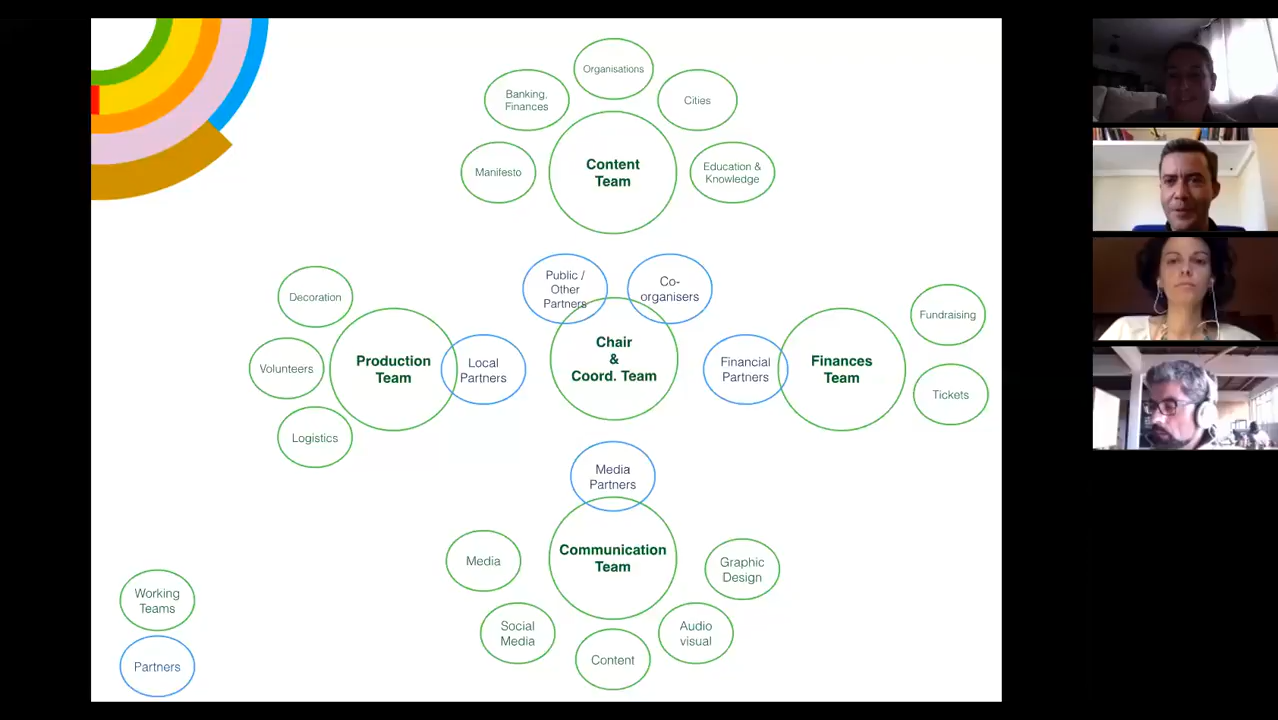 Organisations
Banking,
Finances
Cities
Manifesto
Content
Team
Education &
Knowledge
Public /
Other
Partners
Co-
organisers
Decoration
Volunteers
Logistics
Production
Team
Local
Partners
Chair
&
Coord. Team
Financial
Partners
Finances
Team
Fundraising
Tickets
Media
Partners
Communication
Team
Media
Social
Media
Content
Audio
visual
Graphic
Design
Working
Teams
Partners